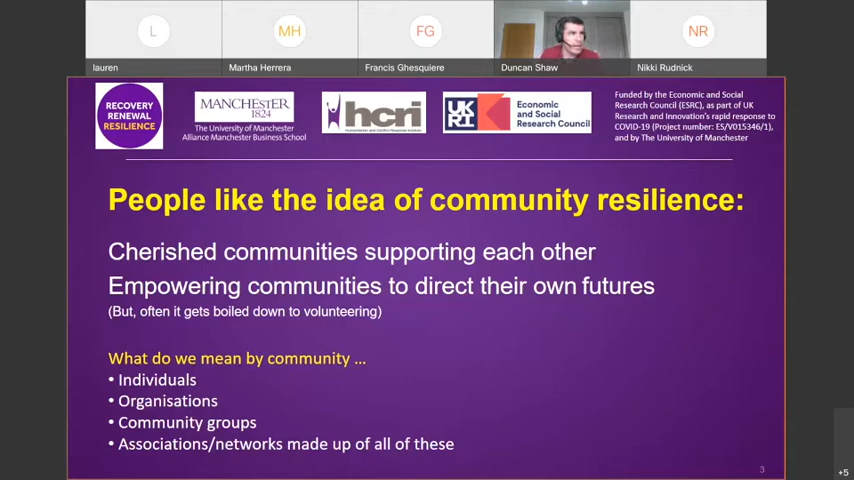 L
MH
FG
NR
lauren
Martha Herrera
Francis Ghesquiere
Duncan Shaw
Nikki Rudnick
RECOVERY
RENEWAL
RESILIENCE
MANCHESTER
1824
The University of Manchester
Alliance Manchester Business School
hcri
Humanitarian and Conflict Response Institute
UK
RI
Economic
and Social
Research Council
Funded by the Economic and Social
Research Council (ESRC), as part of UK
Research and Innovation's rapid response to
COVID-19 (Project number: ES/V015346/1),
and by The University of Manchester
People like the idea of community resilience:
Cherished communities supporting each other
Empowering communities to direct their own futures
(But, often it gets boiled down to volunteering)
What do we mean by community ...
• Individuals
• Organisations
• Community groups
• Associations/networks made up of all of these
3
+5